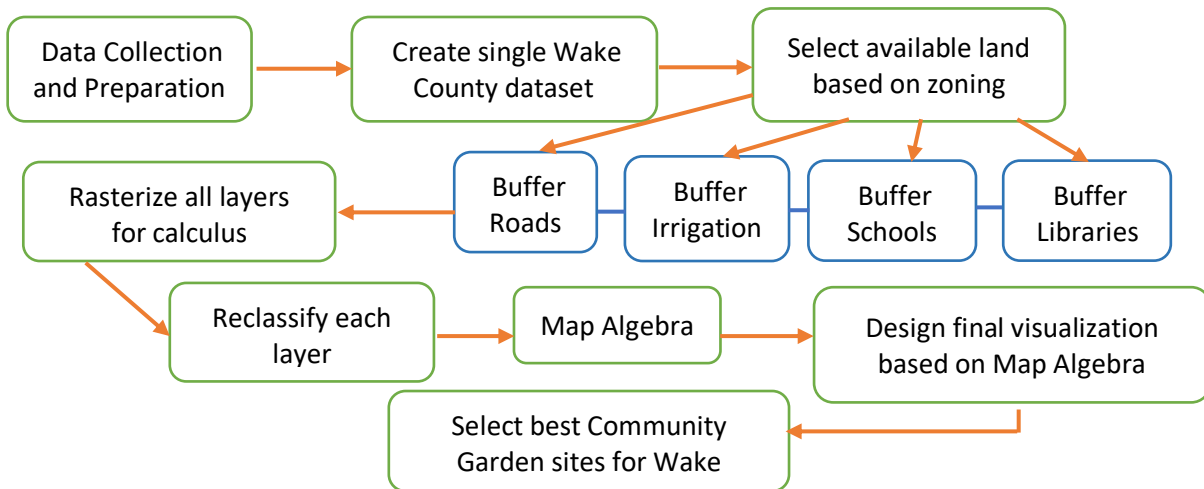 Data Collection
and Preparation
Create single Wake
County dataset
Select available land
based on zoning
Buffer
Roads
Buffer
Irrigation
Buffer
Schools
Buffer
Libraries
Rasterize all layers
for calculus
Reclassify each
layer
Map Algebra
Design final visualization
based on Map Algebra
Select best Community
Garden sites for Wake